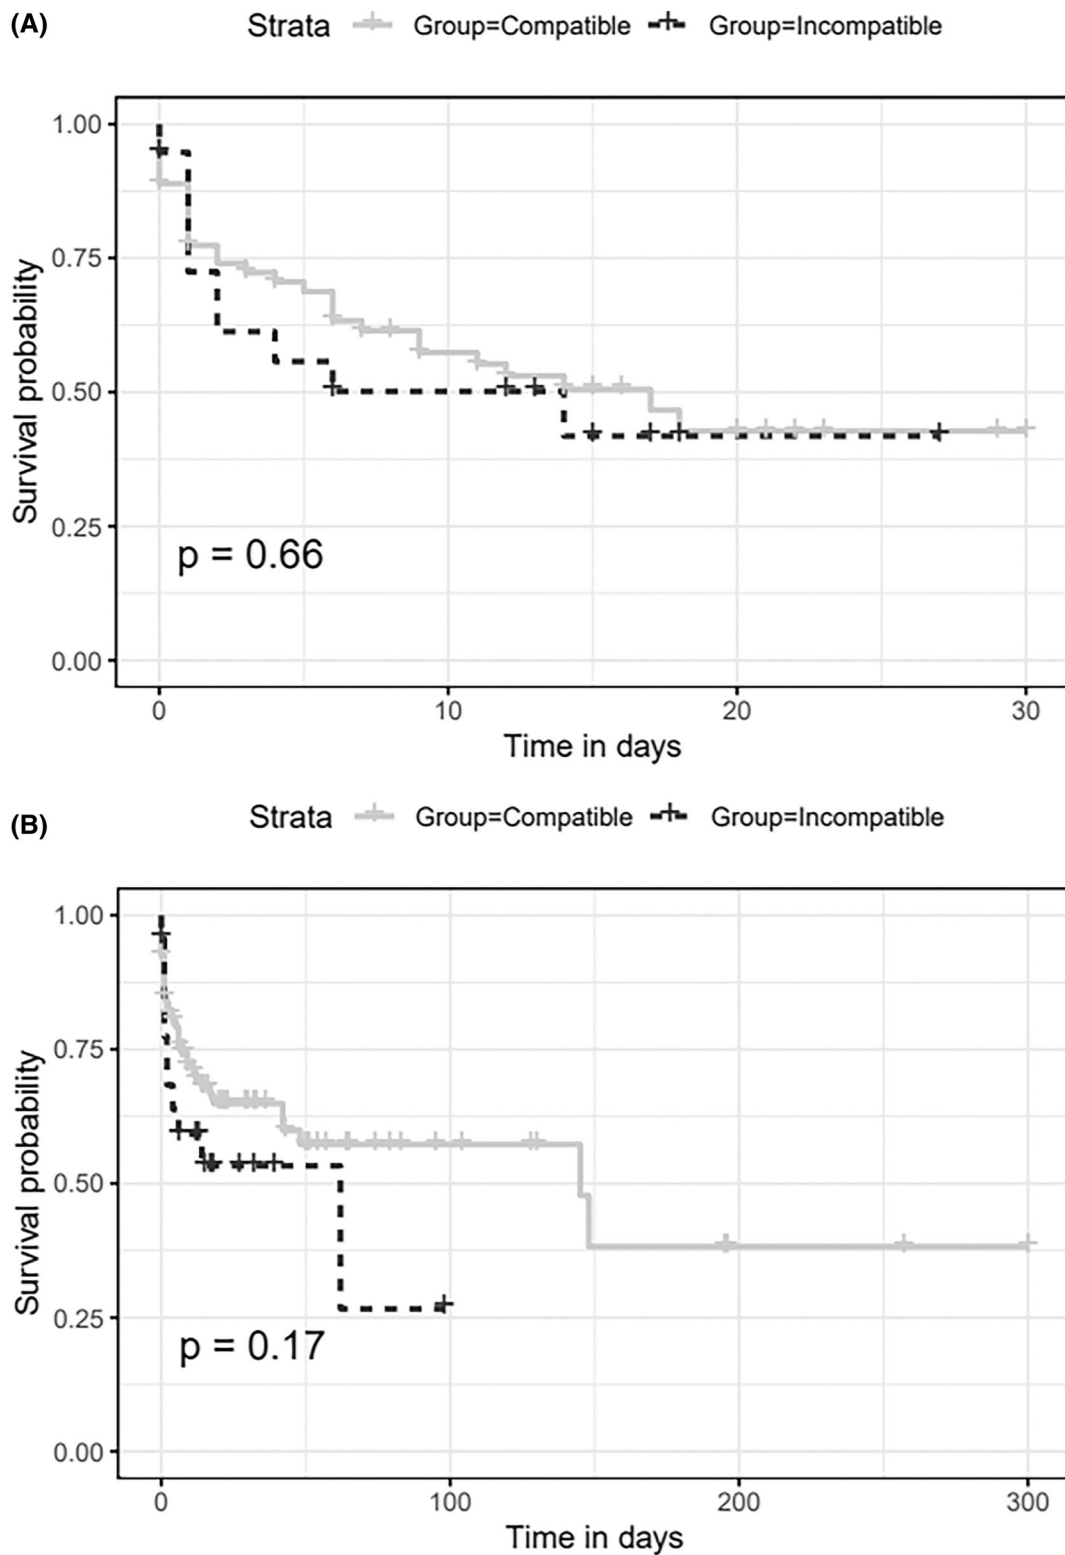 (A)
Strata Group=Compatible Group=Incompatible
1.00
0.75
0.50
0.25
0.00
Survival probability
p = 0.66
0 10 20 30
Time in days
(B)
Strata Group=Compatible Group=Incompatible
1.00
0.75
0.50
0.25
0.00
Survival probability
p = 0.17
0 100 200 300
Time in days